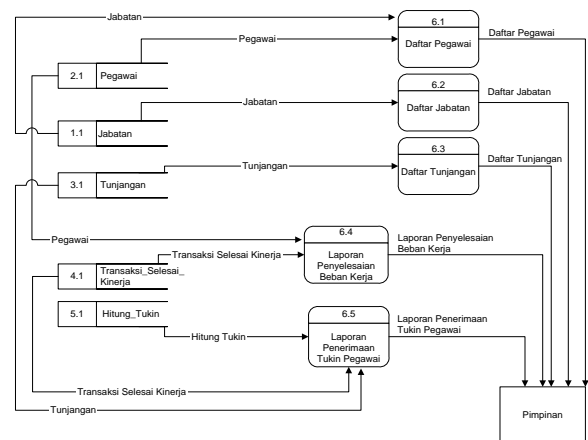 Jabatan
6.1
Daftar Pegawai
Daftar Pegawai
Pegawai
2.1
Pegawai
6.2
Daftar Jabatan
Daftar Jabatan
Jabatan
1.1
Jabatan
6.3
Daftar Tunjangan
Daftar Tunjangan
Tunjangan
3.1
Tunjangan
Pegawai
6.4
Laporan
Penyelesaian
Beban Kerja
Laporan Penyelesaian
Beban Kerja
Transaksi Selesai Kinerja
4.1
Transaksi_Selesai_
Kinerja
5.1
Hitung_Tukin
6.5
Laporan
Penerimaan
Tukin Pegawai
Laporan Penerimaan
Tukin Pegawai
Hitung Tukin
Transaksi Selesai Kinerja
Tunjangan
Pimpinan